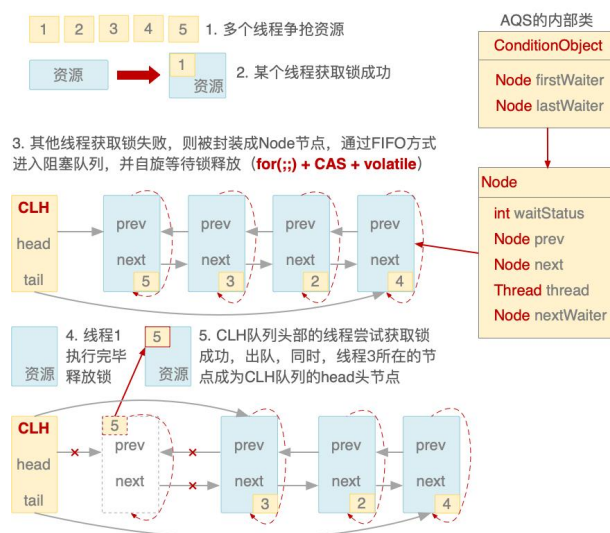 1 2 3 4 5 1. 多个线程争抢资源
资源 1 资源 2. 某个线程获取锁成功
AQS的内部类
ConditionObject
Node firstWaiter
Node lastWaiter
3. 其他线程获取锁失败，则被封装成Node节点，通过FIFO方式
进入阻塞队列，并自旋等待锁释放（for(;;) + CAS + volatile）
Node
int waitStatus
Node prev
Node next
Thread thread
Node nextWaiter
CLH
head prev prev prev prev
tail next next next next
5 3 2 4
资源
4. 线程1
执行完毕
释放锁
5
资源
5. CLH队列头部的线程尝试获取锁
成功，出队，同时，线程3所在的节
点成为CLH队列的head头节点
CLH 5
head prev prev prev prev
tail next next next next
3 2 4